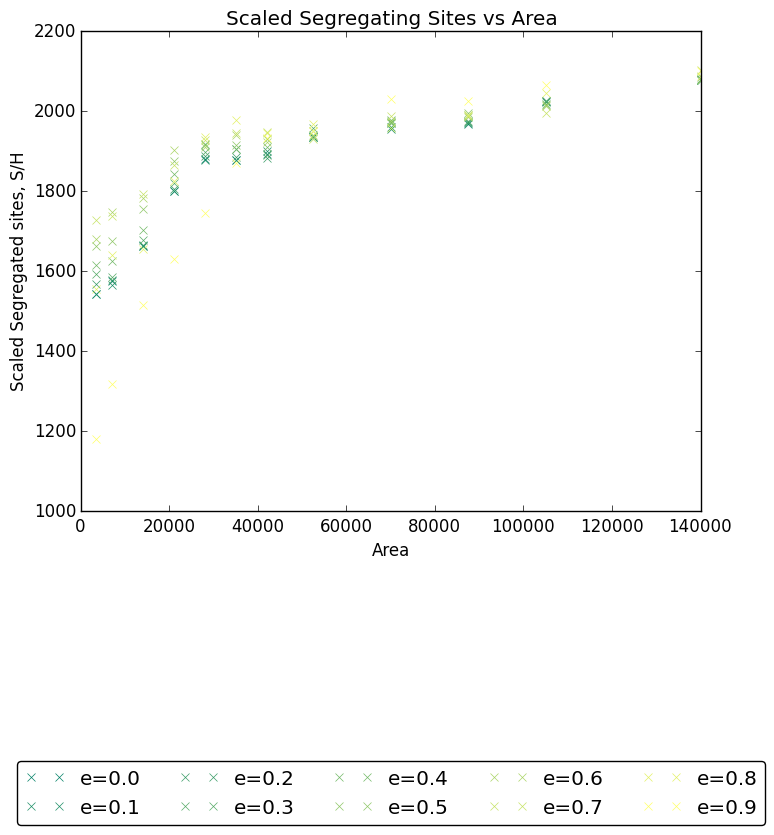 Scaled Segregating Sites vs Area
2200
2000
1800
1600
1400
1200
1000
Scaled Segregated sites, S/H
0 20000 40000 60000 80000 100000 120000 140000
Area
e=0.0 e=0.2 e=0.4 e=0.6 e=0.8
e=0.1 e=0.3 e=0.5 e=0.7 e=0.9